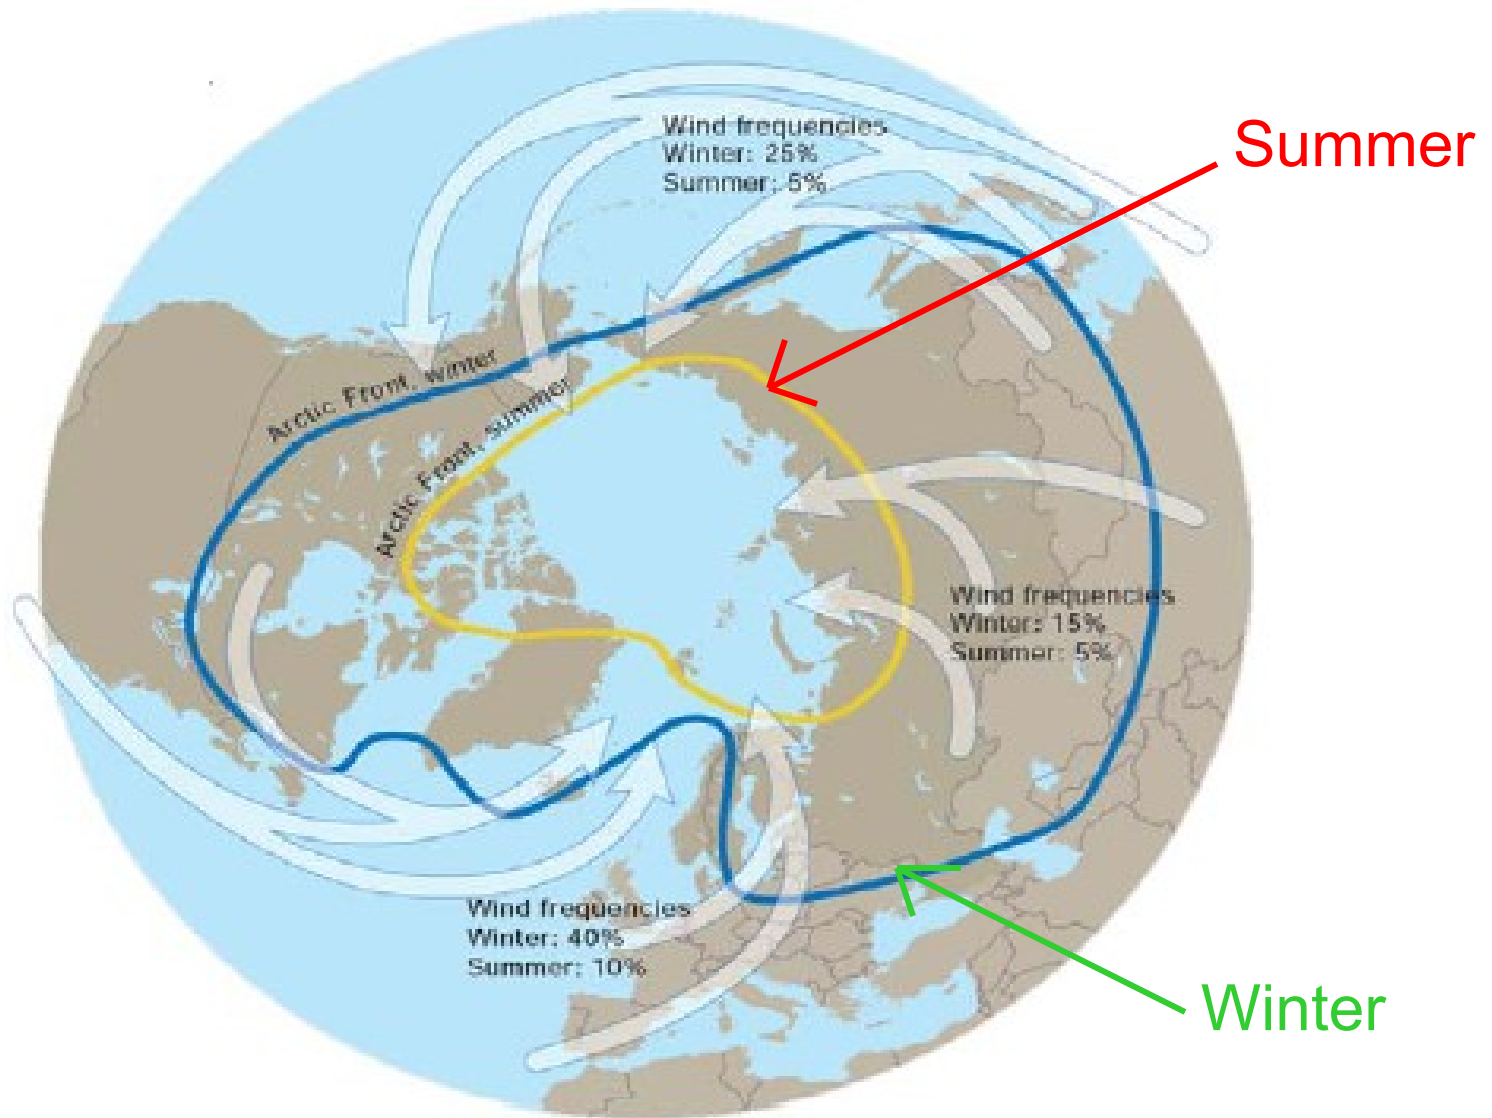 Wind frequencies
Winter: 25%
Summer: 5%
Summer
Arctic Front, winter
Arctic Front, summer
Wind frequencies
Winter: 15%
Summer: 5%
Wind frequencies
Winter: 40%
Summer: 10%
Winter